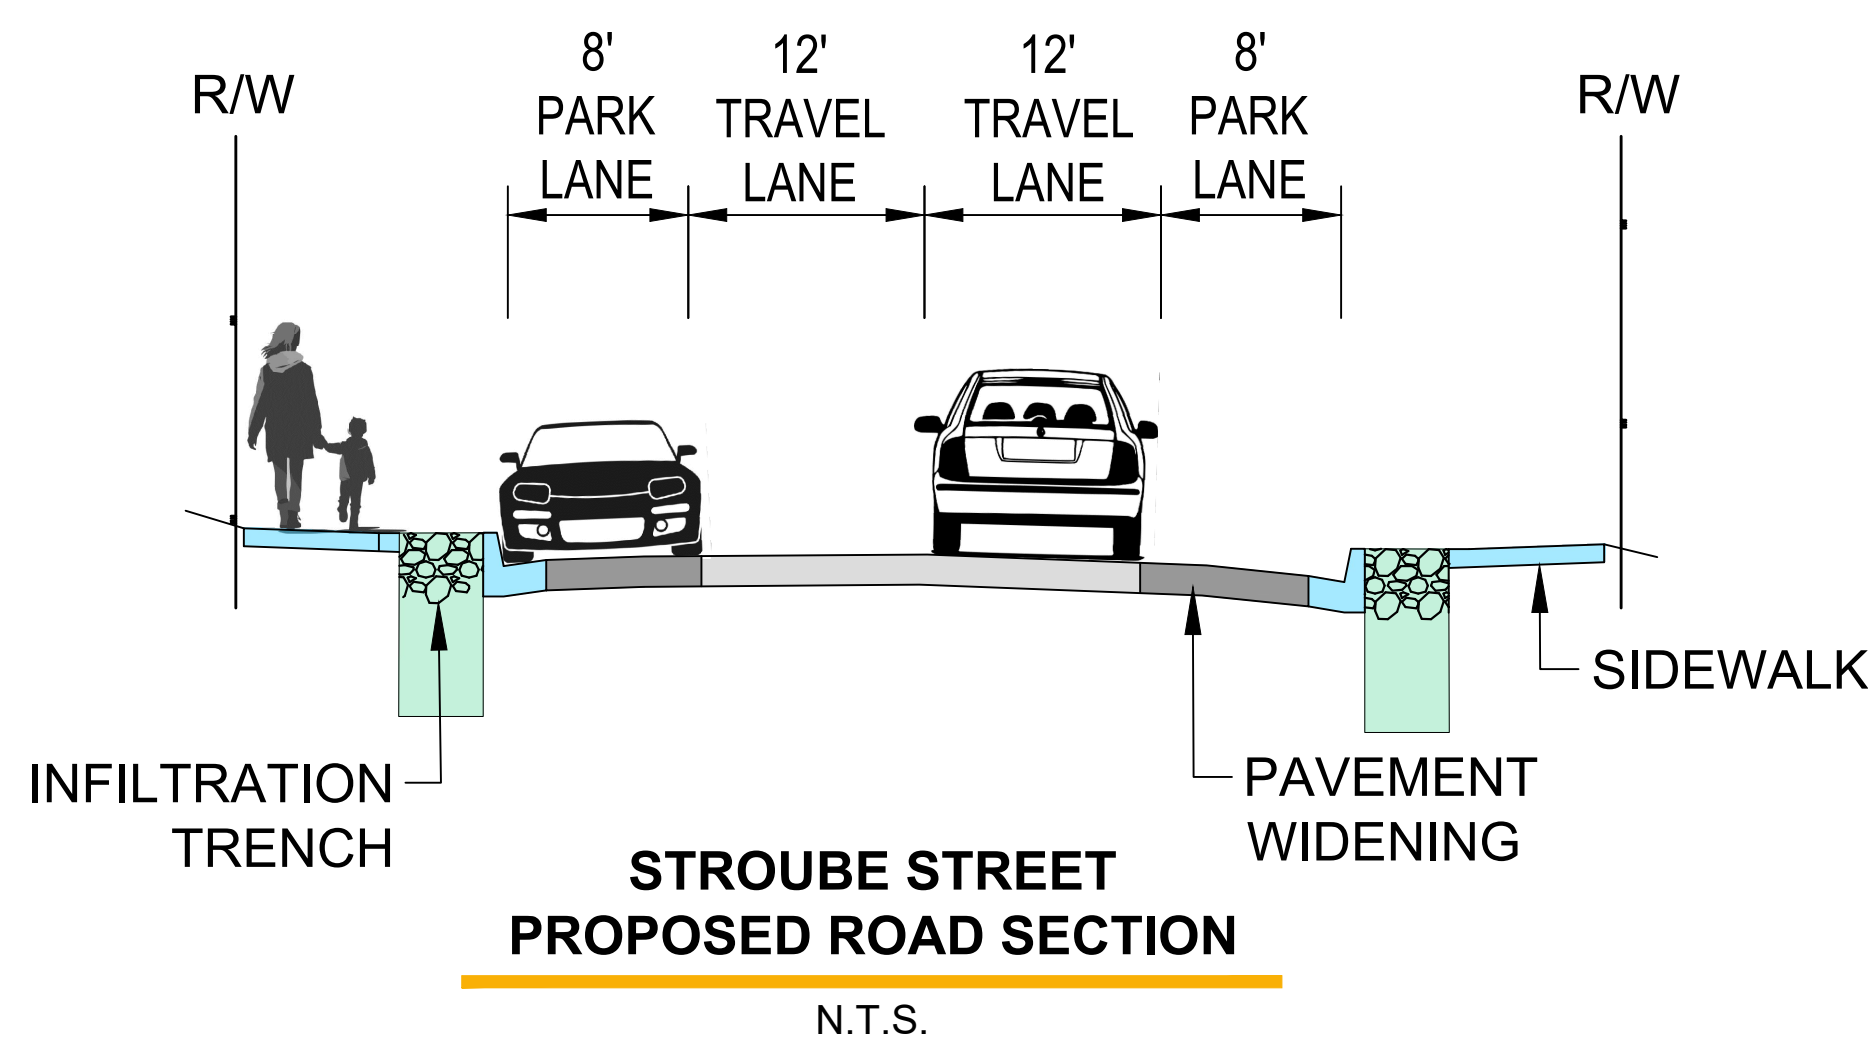 R/W
8'
PARK
LANE
12'
TRAVEL
LANE
12'
TRAVEL
LANE
8'
PARK
LANE
R/W
SIDEWALK
INFILTRATION
TRENCH
PAVEMENT
WIDENING
STROUBE STREET
PROPOSED ROAD SECTION
N.T.S.